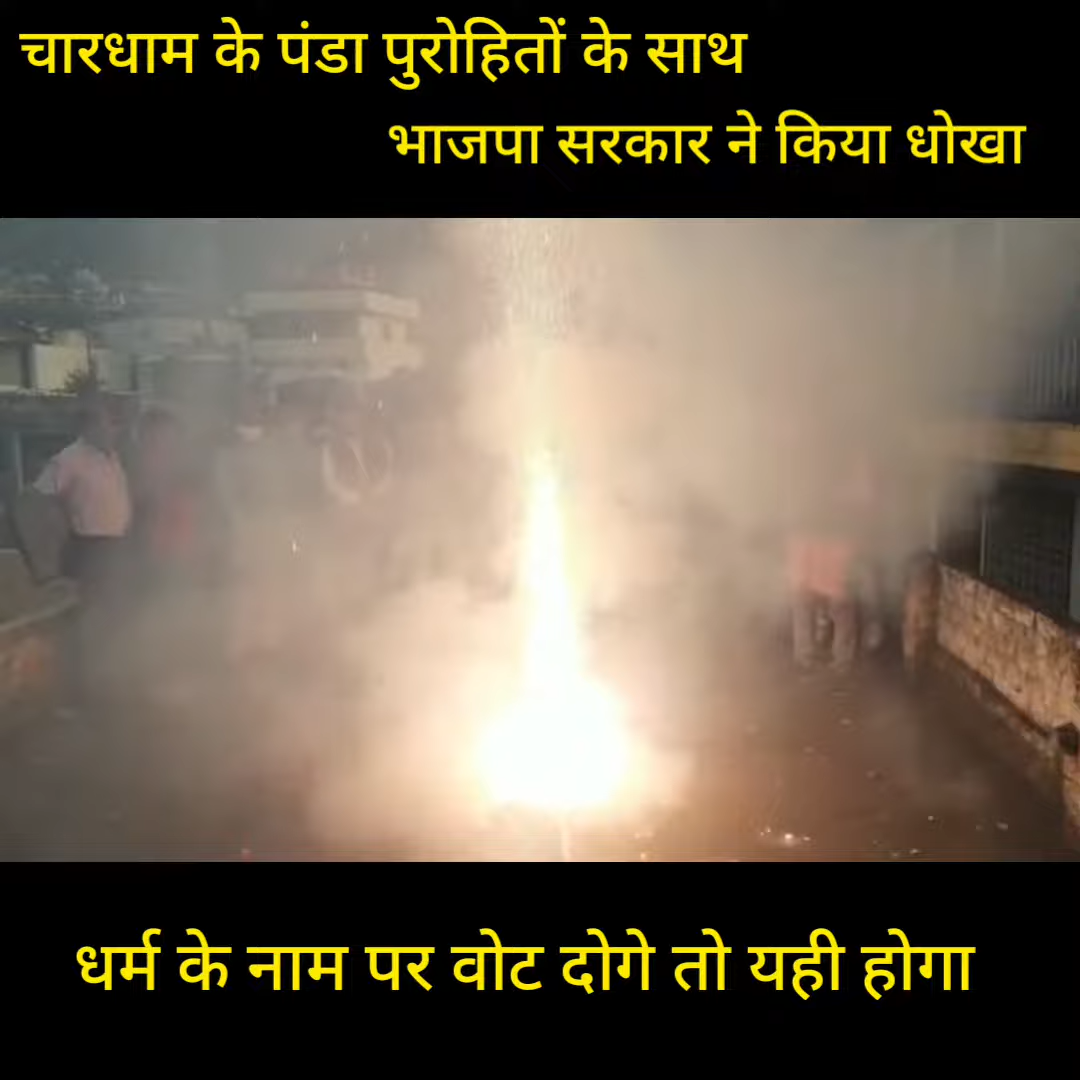 चारधाम के पंडा पुरोहितों के साथ
भाजपा सरकार ने किया धोखा
धर्म के नाम पर वोट दोगे तो यही होगा